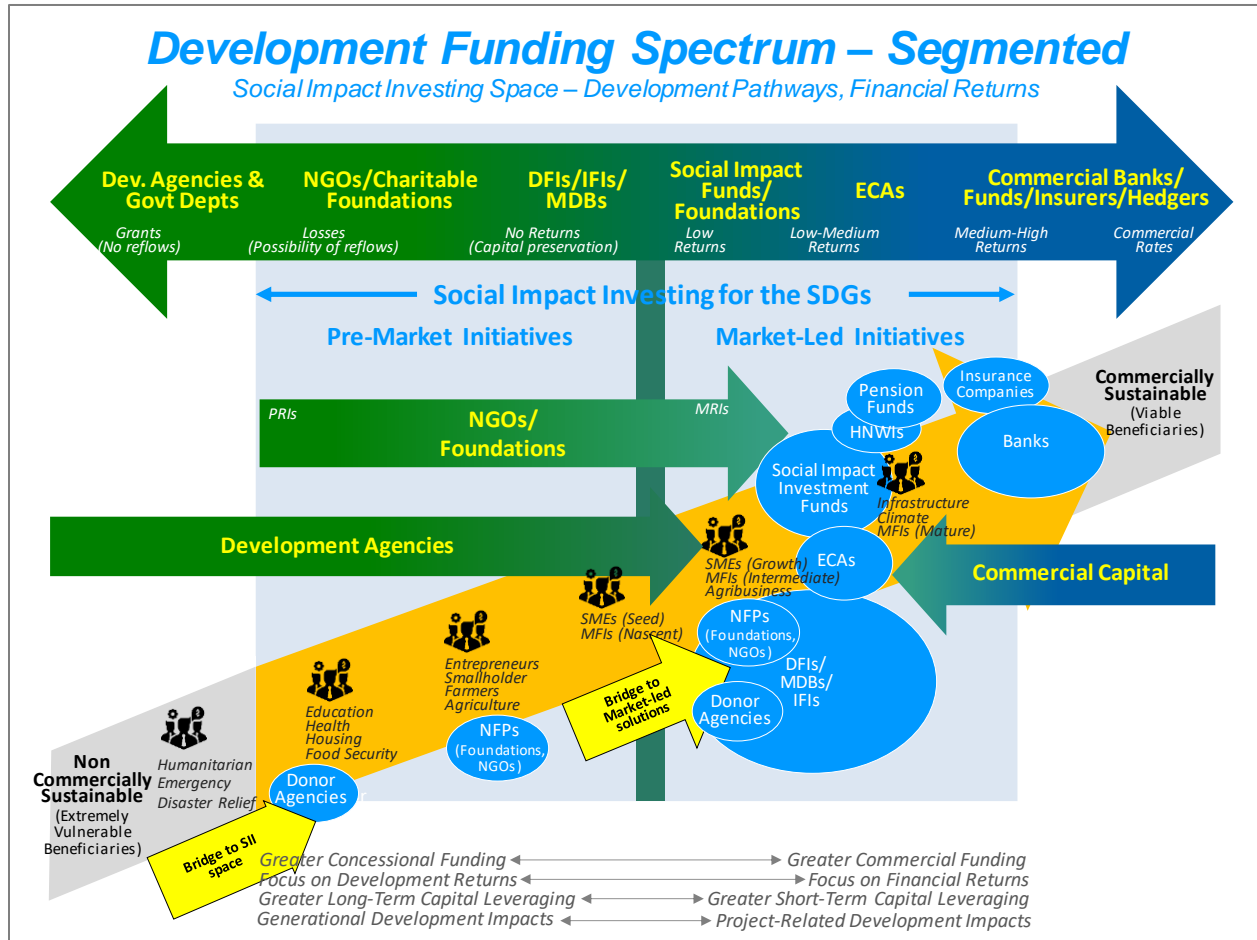 Development Funding Spectrum – Segmented
Social Impact Investing Space – Development Pathways, Financial Returns
Dev. Agencies &
Govt Depts
NGOs/Charitable
Foundations
DFIs/IFIs/
MDBs
Social Impact
Funds/
Foundations
ECAs
Commercial Banks/
Funds/Insurers/Hedgers
Grants
(No reflows)
Losses
(Possibility of reflows)
No Returns
(Capital preservation)
Low
Returns
Low-Medium
Returns
Medium-High
Returns
Commercial
Rates
Social Impact Investing for the SDGs
Pre-Market Initiatives
Market-Led Initiatives
PRIs
NGOs/
Foundations
MRIs
Pension
Funds
HNWIs
Insurance
Companies
Banks
Commercially
Sustainable
(Viable
Beneficiaries)
Social Impact
Investment
Funds
Infrastructure
Climate
MFIs (Mature)
Development Agencies
SMEs (Growth)
MFIs (Intermediate)
Agribusiness
ECAs
Commercial Capital
SMEs (Seed)
MFIs (Nascent)
NFPs
(Foundations,
NGOs)
DFIs/
MDBs/
IFIs
Donor
Agencies
Bridge to
Market-led
solutions
Entrepreneurs
Smallholder
Farmers
Agriculture
NFPs
(Foundations,
NGOs)
Education
Health
Housing
Food Security
Donor
Agencies
Humanitarian
Emergency
Disaster Relief
Non
Commercially
Sustainable
(Extremely
Vulnerable
Beneficiaries)
Bridge to SII
space
Greater Concessional Funding
Greater Commercial Funding
Focus on Development Returns
Focus on Financial Returns
Greater Long-Term Capital Leveraging
Greater Short-Term Capital Leveraging
Generational Development Impacts
Project-Related Development Impacts